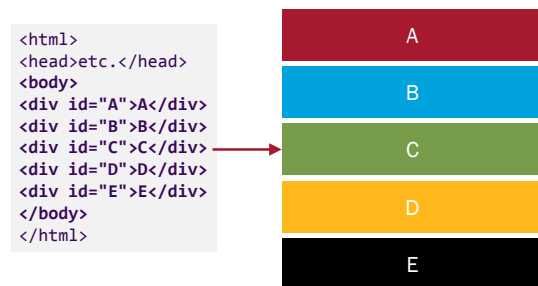 <html>
<head>etc.</head>
<body>
<div id="A">A</div>
<div id="B">B</div>
<div id="C">C</div>
<div id="D">D</div>
<div id="E">E</div>
</body>
</html>
A
B
C
D
E